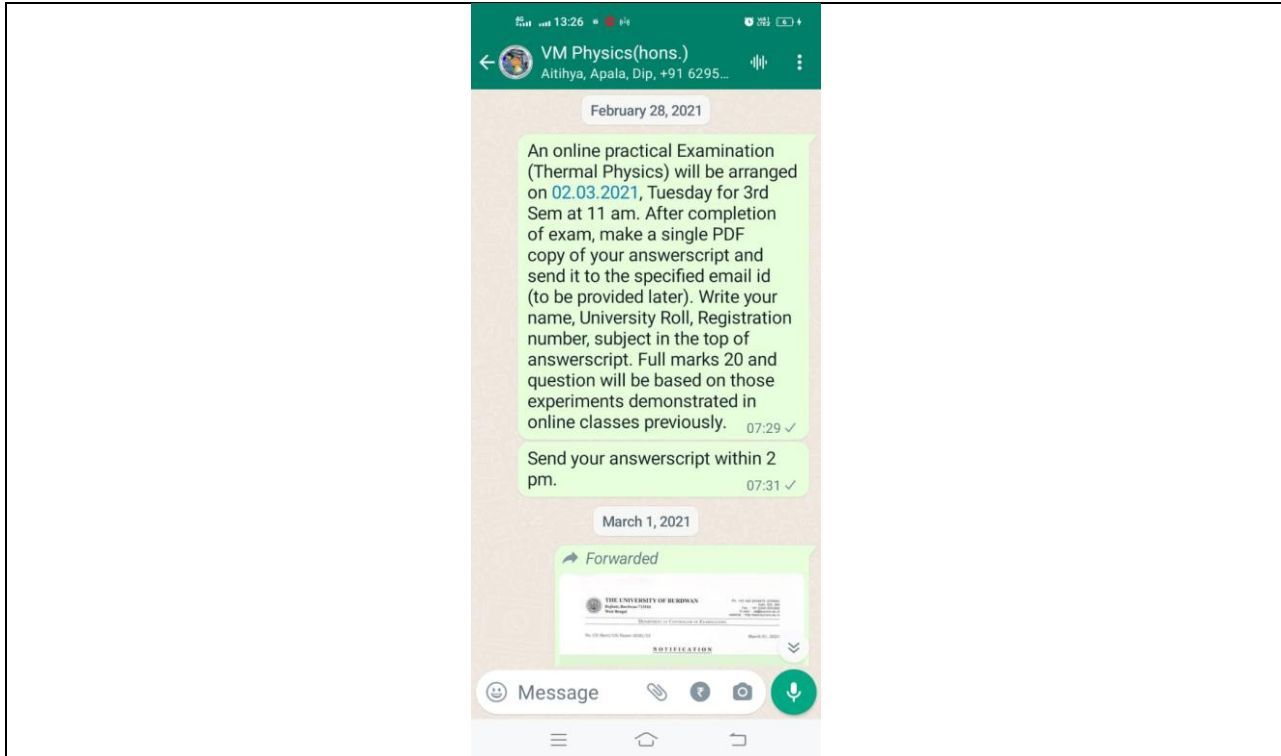 13:26
VM Physics(hons.)
Aitihya, Apala, Dip, +91 6295...
February 28, 2021
An online practical Examination
(Thermal Physics) will be arranged
on 02.03.2021, Tuesday for 3rd
Sem at 11 am. After completion
of exam, make a single PDF
copy of your answerscript and
send it to the specified email id
(to be provided later). Write your
name, University Roll, Registration
number, subject in the top of
answerscript. Full marks 20 and
question will be based on those
experiments demonstrated in
online classes previously.
07:29
Send your answerscript within 2
pm.
07:31
March 1, 2021
Forwarded
THE UNIVERSITY OF BURDWAN
West Bengal
NOTIFICATION
Message